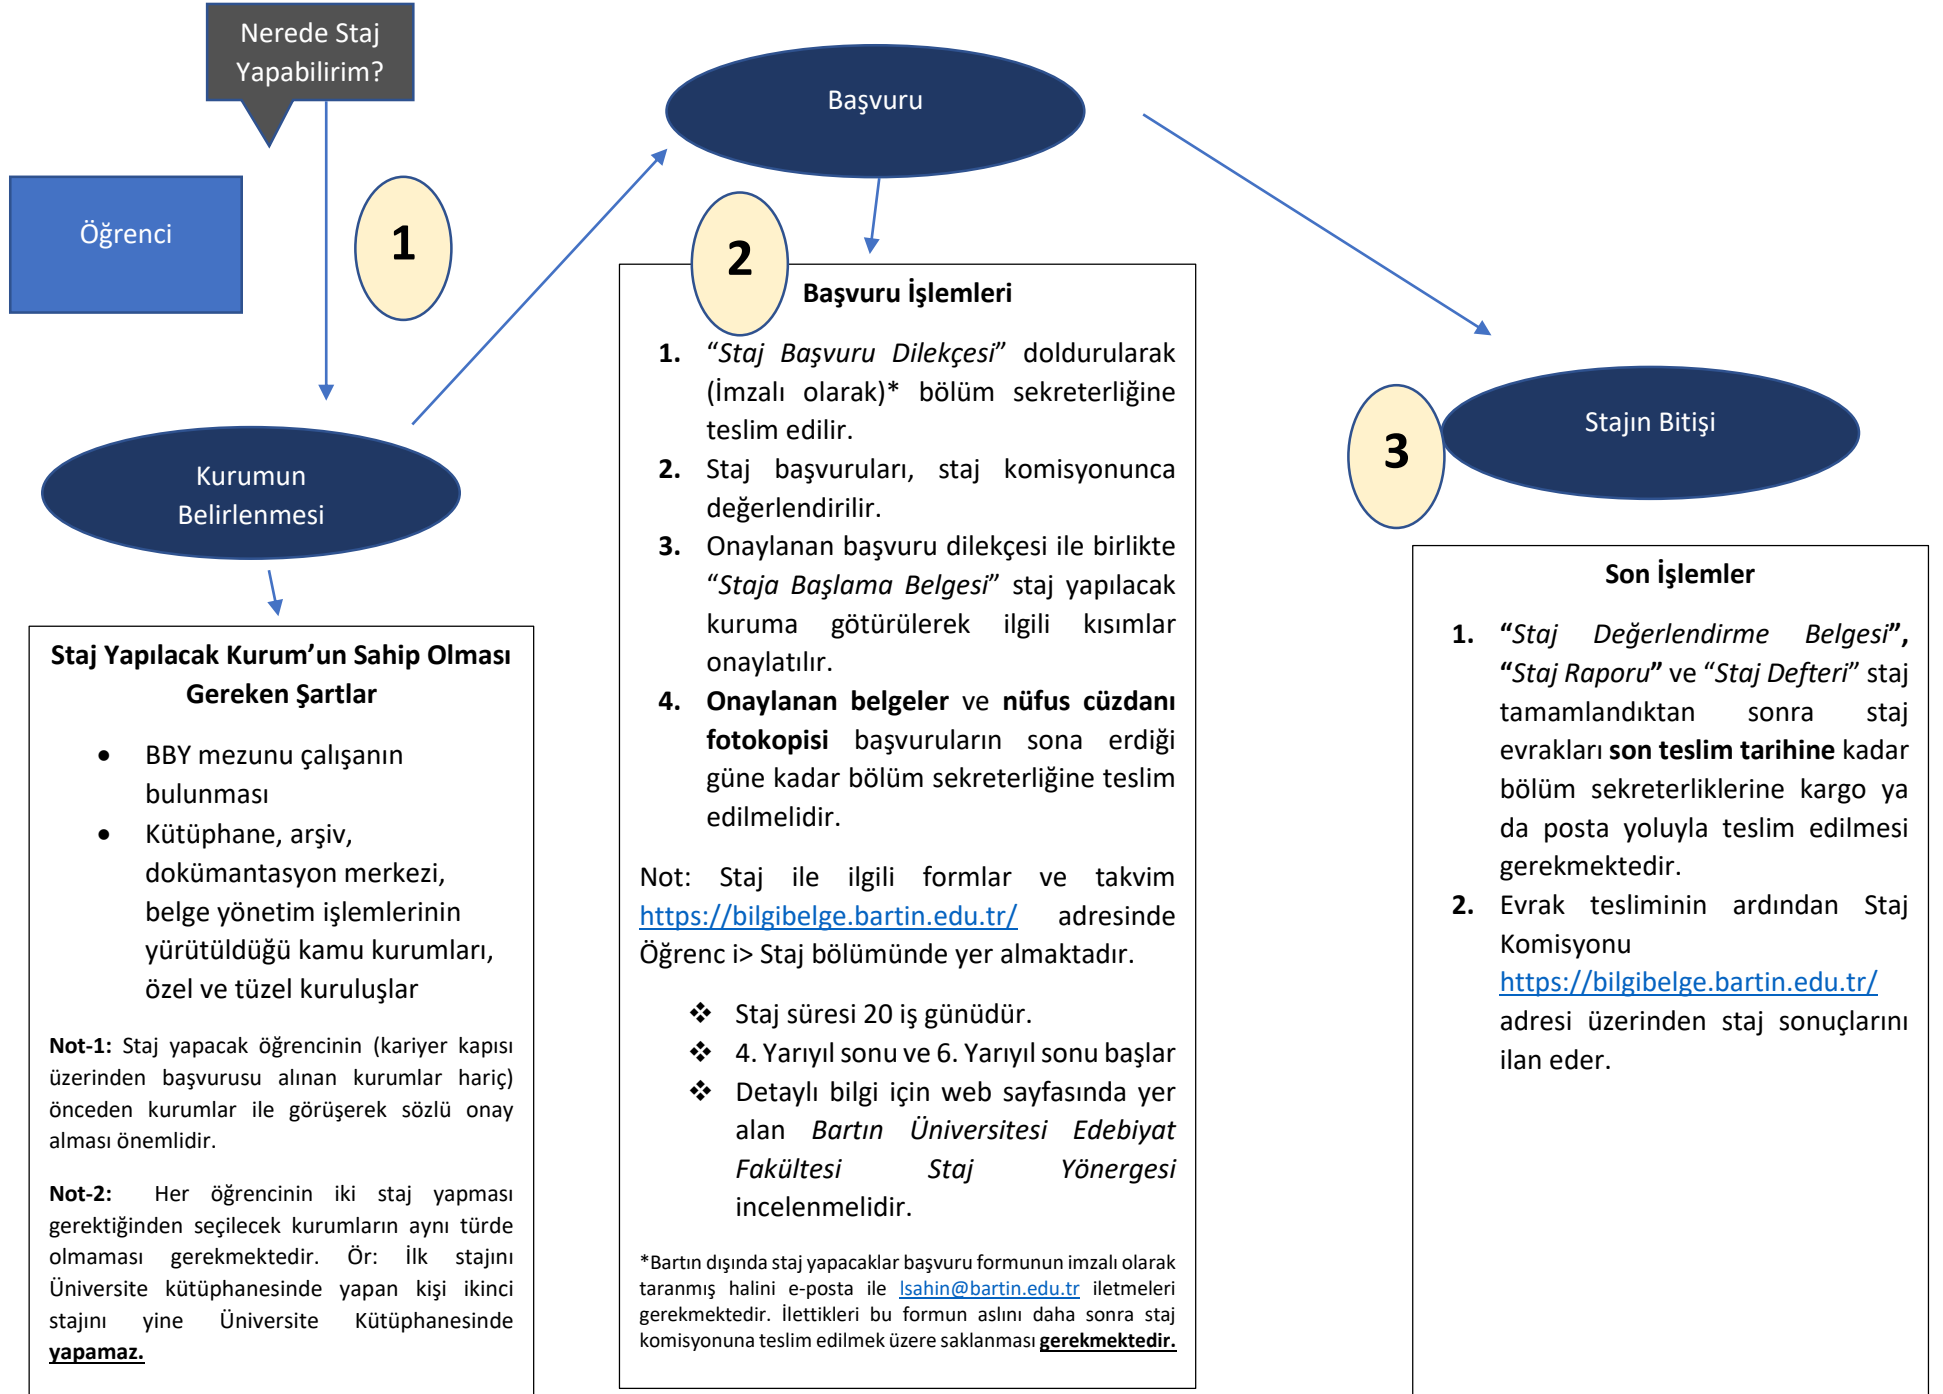 Nerede Staj
Yapabilirim?
Öğrenci
1
Kurumun
Belirlenmesi
Staj Yapılacak Kurum’un Sahip Olması
Gereken Şartlar
• BBY mezunu çalışanın
bulunması
• Kütüphane, arşiv,
dokümantasyon merkezi,
belge yönetim işlemlerinin
yürütüldüğü kamu kurumları,
özel ve tüzel kuruluşlar
Not-1: Staj yapacak öğrencinin (kariyer kapısı
üzerinden başvurusu alınan kurumlar hariç)
önceden kurumlar ile görüşerek sözlü onay
alması önemlidir.
Not-2: Her öğrencinin iki staj yapması
gerektiğinden seçilecek kurumların aynı türde
olmaması gerekmektedir. Ör: İlk stajını
Üniversite kütüphanesinde yapan kişi ikinci
stajını yine Üniversite Kütüphanesinde
yapamaz.
Başvuru
2
Başvuru İşlemleri
1. “Staj Başvuru Dilekçesi” doldurularak
(İmzalı olarak)* bölüm sekreterliğine
teslim edilir.
2. Staj başvuruları, staj komisyonunca
değerlendirilir.
3. Onaylanan başvuru dilekçesi ile birlikte
“Staja Başlama Belgesi” staj yapılacak
kuruma götürülerek ilgili kısımlar
onaylatılır.
4. Onaylanan belgeler ve nüfus cüzdanı
fotokopisi başvuruların sona erdiği
güne kadar bölüm sekreterliğine teslim
edilmelidir.
Not: Staj ile ilgili formlar ve takvim
https://bilgibelge.bartin.edu.tr/ adresinde
Öğrenc i> Staj bölümünde yer almaktadır.
❖ Staj süresi 20 iş günüdür.
❖ 4. Yarıyıl sonu ve 6. Yarıyıl sonu başlar
❖ Detaylı bilgi için web sayfasında yer
alan Bartın Üniversitesi Edebiyat
Fakültesi Staj Yönergesi
incelenmelidir.
*Bartın dışında staj yapacaklar başvuru formunun imzalı olarak
taranmış halini e-posta ile lsahin@bartin.edu.tr iletmeleri
gerekmektedir. İlettikleri bu formun aslını daha sonra staj
komisyonuna teslim edilmek üzere saklanması gerekmektedir.
3
Stajın Bitişi
Son İşlemler
1. “Staj Değerlendirme Belgesi”,
“Staj Raporu” ve “Staj Defteri” staj
tamamlandıktan sonra staj
evrakları son teslim tarihine kadar
bölüm sekreterliklerine kargo ya
da posta yoluyla teslim edilmesi
gerekmektedir.
2. Evrak tesliminin ardından Staj
Komisyonu
https://bilgibelge.bartin.edu.tr/
adresi üzerinden staj sonuçlarını
ilan eder.